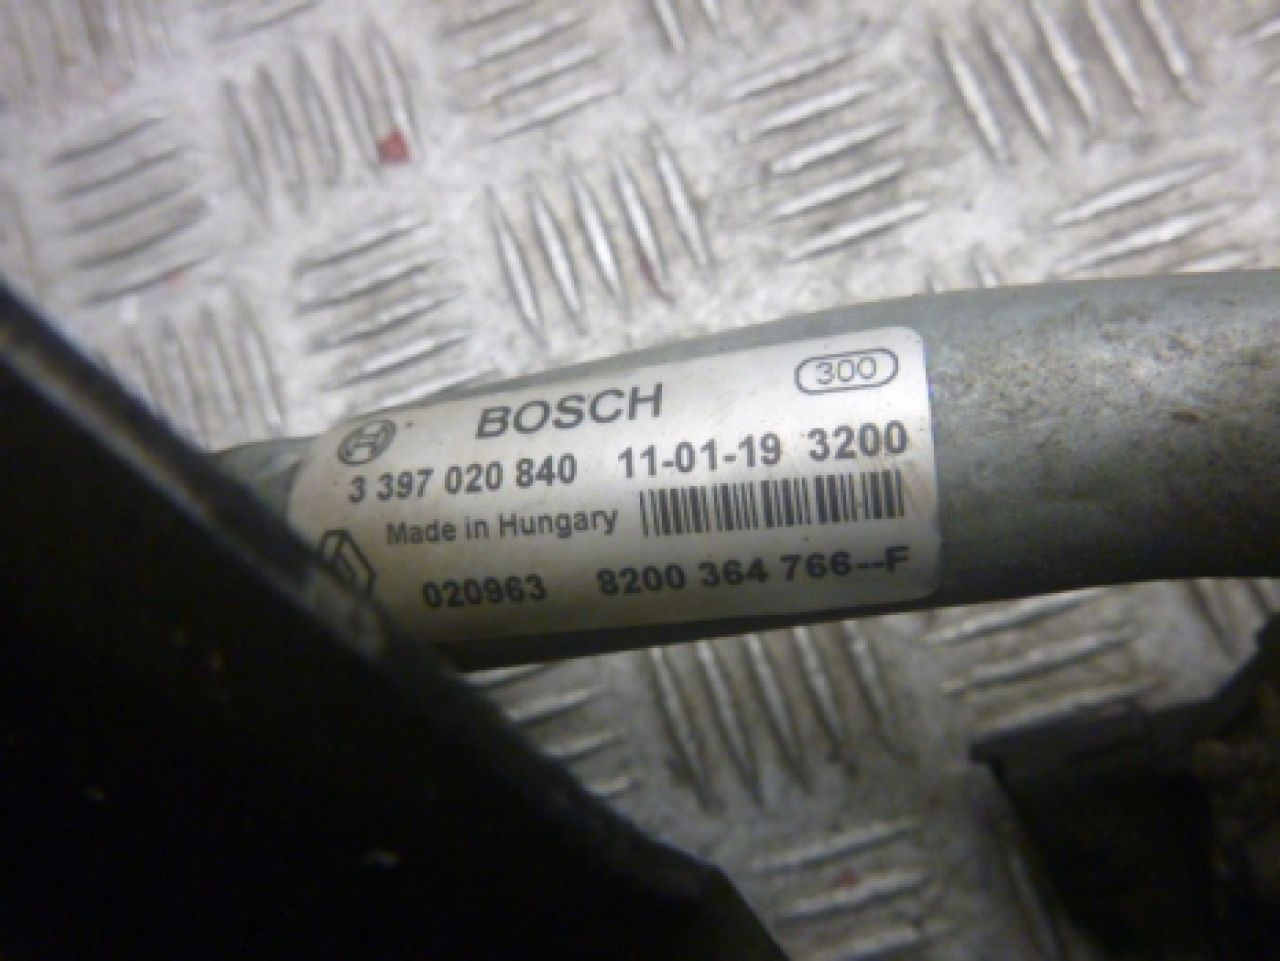 300
BOSCH
3 397 020 840 11-01-19 3200
Made in Hungary
020963 8200 364 766--F